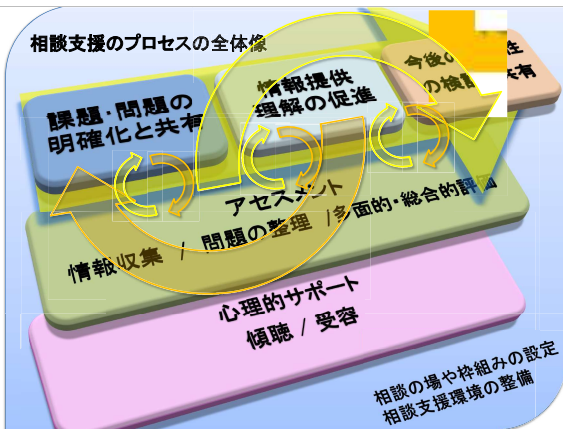 相談支援のプロセスの全体像
課題・問題の
明確化と共有
情報提供
理解の促進
今後の 性
の検討 共有
アセスメント
情報収集 / 問題の整理 /多面的・総合的評価
心理的サポート
傾聴 / 受容
相談の場や枠組みの設定
相談支援環境の整備